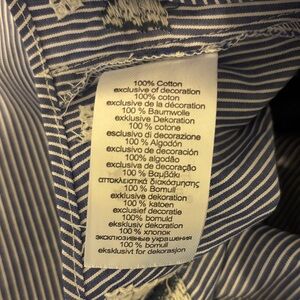 100% Cotton
exclusive of decoration
100% coton
exclusive de la décoration
100 % Baumwolle
exklusive Dekoration
100 % cotone
esclusivo di decorazione
100 % Algodón
exclusivo de decoración
100% algodão
exclusiva de decoração
100 % Βαμβάκι
αποκλειστικά διακόσμησης
100 % Bomull
exklusive dekoration
100 % katoen
exclusief decoratie
100 % bomuld
eksklusiv dekoration
100 % хлопок
эксклюзивные украшения
100 % bomull
eksklusivt for dekorasjon